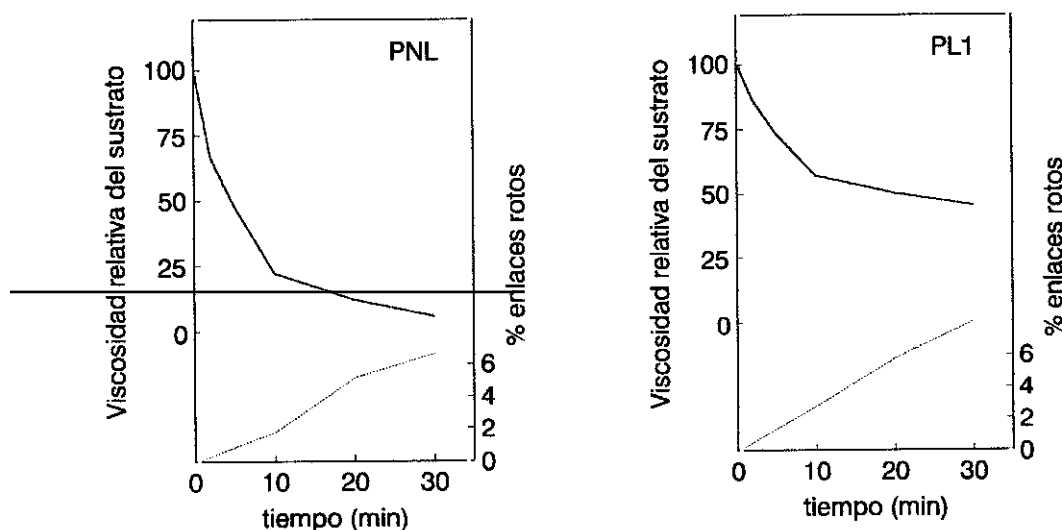 PNL
Viscosidad relativa del sustrato
100
75
50
25
0
% enlaces rotos
6
4
2
0
0 10 20 30
tiempo (min)
PL1
Viscosidad relativa del sustrato
100
75
50
25
0
% enlaces rotos
6
4
2
0
0 10 20 30
tiempo (min)